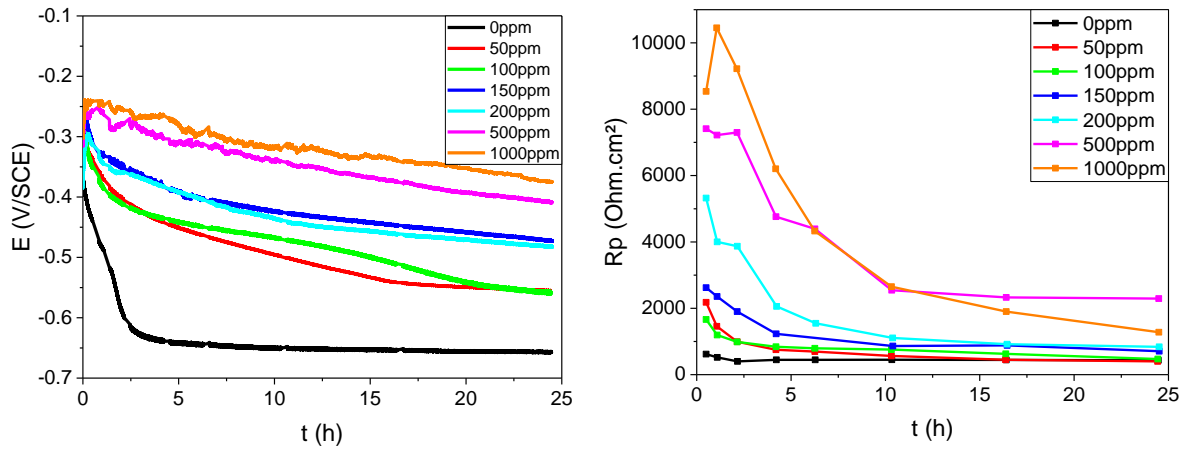 -0.1
-0.2
-0.3
-0.4
-0.5
-0.6
-0.7
E (V/SCE)
0 5 10 15 20 25
t (h)
0ppm
50ppm
100ppm
150ppm
200ppm
500ppm
1000ppm
10000
8000
6000
4000
2000
0
Rp (Ohm.cm²)
0 5 10 15 20 25
t (h)
0ppm
50ppm
100ppm
150ppm
200ppm
500ppm
1000ppm